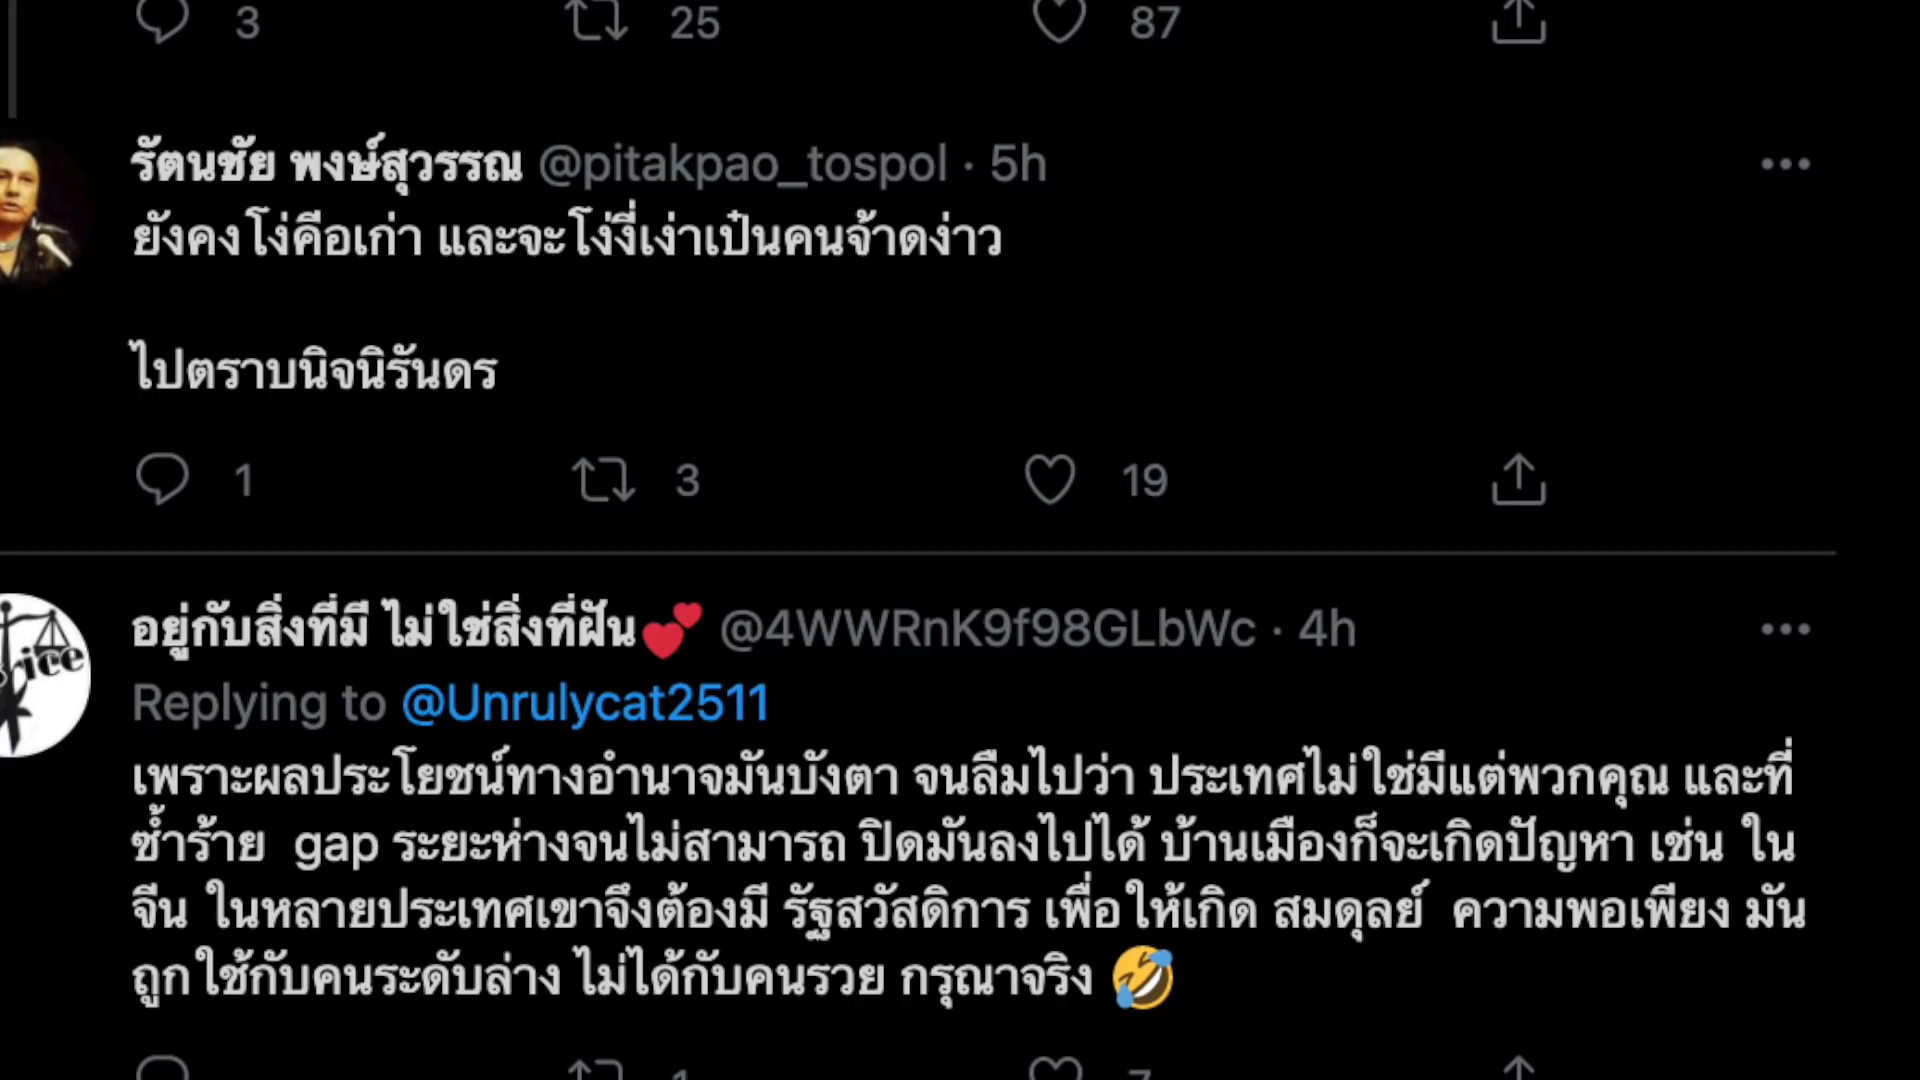 3 25 87
รัตนชัย พงษ์สุวรรณ @pitakpao_tospol · 5h
ยังคงโง่คือเก่า และจะโง่งี่เง่าเป๋นคนจ้าดง่าว
ไปตราบนิจนิรันดร
1 3 19
อยู่กับสิ่งที่มี ไม่ใช่สิ่งที่ฝัน💕 @4WWRnK9f98GLbWc · 4h
Replying to @Unrulycat2511
เพราะผลประโยชน์ทางอำนาจมันบังตา จนลืมไปว่า ประเทศไม่ใช่มีแต่พวกคุณ และที่
ซ้ำร้าย gap ระยะห่างจนไม่สามารถ ปิดมันลงไปได้ บ้านเมืองก็จะเกิดปัญหา เช่น ใน
จีน ในหลายประเทศเขาจึงต้องมี รัฐสวัสดิการ เพื่อให้เกิด สมดุลย์ ความพอเพียง มัน
ถูกใช้กับคนระดับล่าง ไม่ได้กับคนรวย กรุณาจริง 🤣